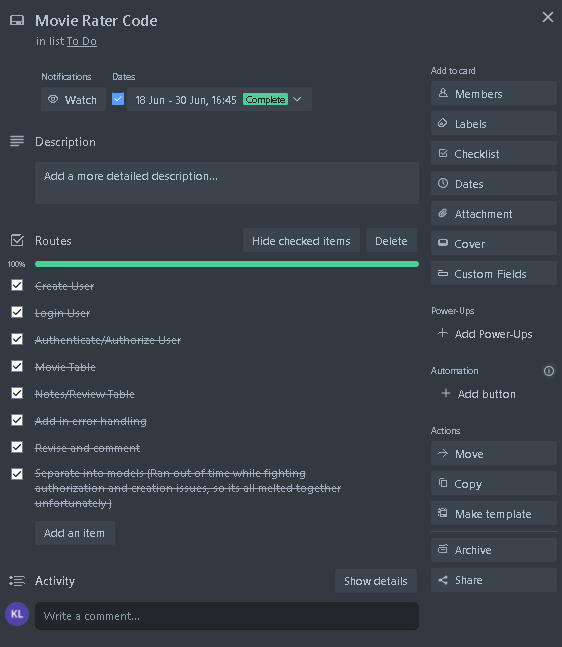 Movie Rater Code
in list To Do
Notifications
Dates
Watch
18 Jun - 30 Jun, 16:45 Complete
Description
Add a more detailed description...
Routes
Hide checked items
Delete
100%
Create User
Login User
Authenticate/Authorize User
Movie Table
Notes/Review Table
Add in error handling
Revise and comment
Separate into models (Ran out of time while fighting
authorization and creation issues, so its all melted together
unfortunately)
Add an item
Activity
Show details
KL
Write a comment...
Add to card
Members
Labels
Checklist
Dates
Attachment
Cover
Custom Fields
Power-Ups
Add Power-Ups
Automation
Add button
Actions
Move
Copy
Make template
Archive
Share